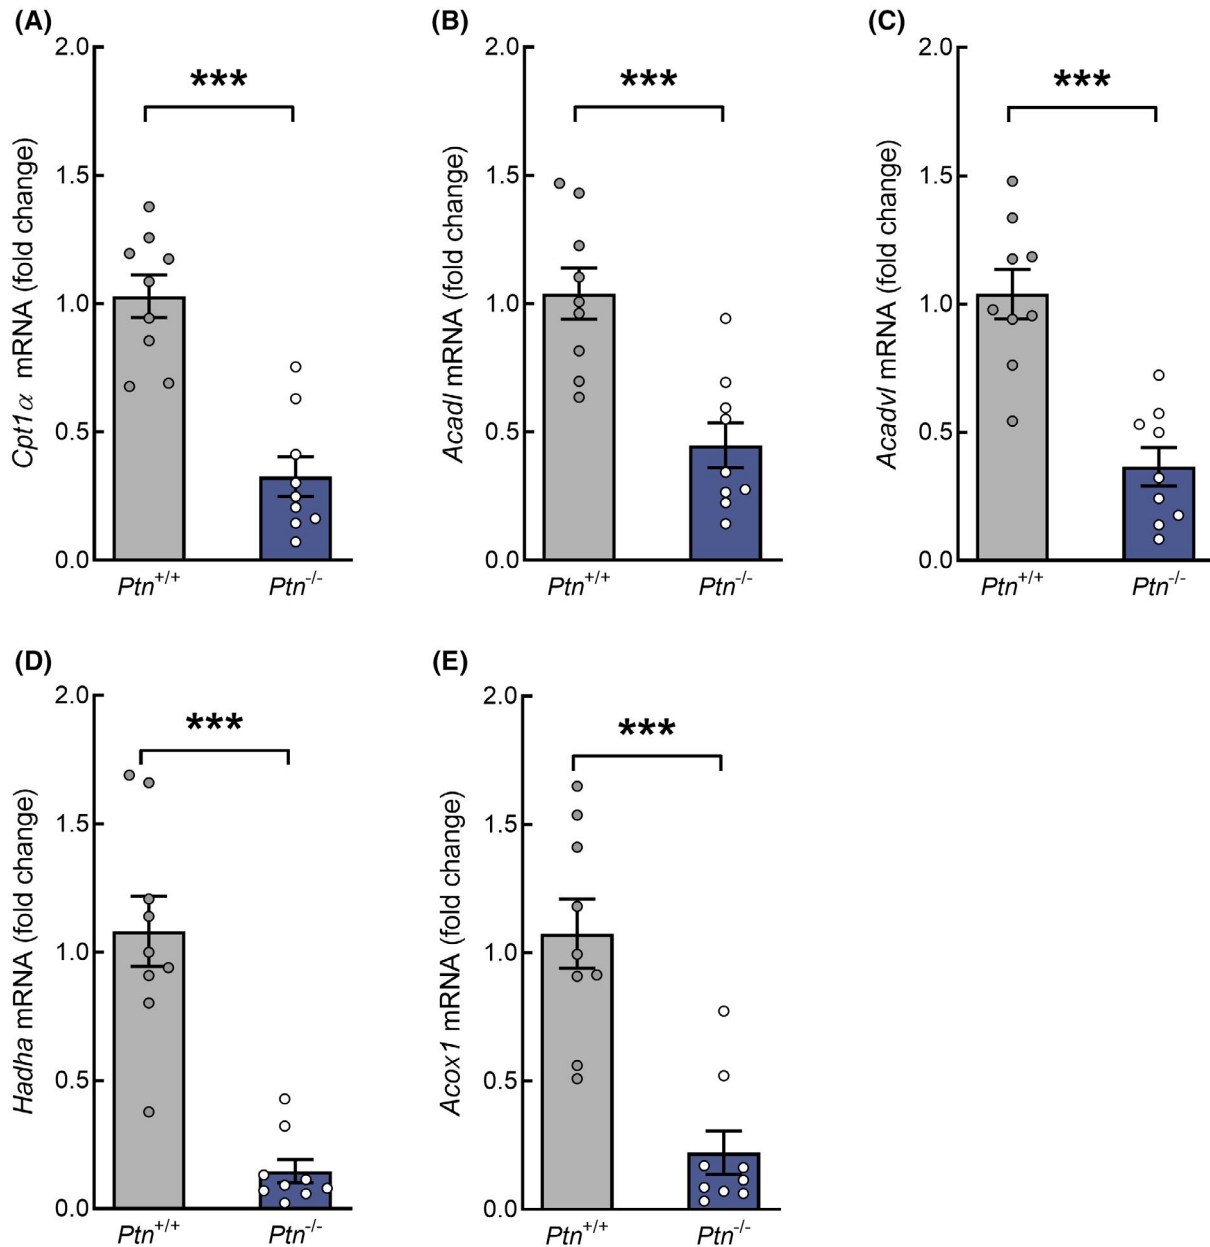 (A)
Cpt1α mRNA (fold change)
2.0
1.5
1.0
0.5
0.0
***
Ptn+/+ Ptn-/-
(B)
Acadl mRNA (fold change)
2.0
1.5
1.0
0.5
0.0
***
Ptn+/+ Ptn-/-
(C)
Acadvl mRNA (fold change)
2.0
1.5
1.0
0.5
0.0
***
Ptn+/+ Ptn-/-
(D)
Hadha mRNA (fold change)
2.0
1.5
1.0
0.5
0.0
***
Ptn+/+ Ptn-/-
(E)
Acox1 mRNA (fold change)
2.0
1.5
1.0
0.5
0.0
***
Ptn+/+ Ptn-/-